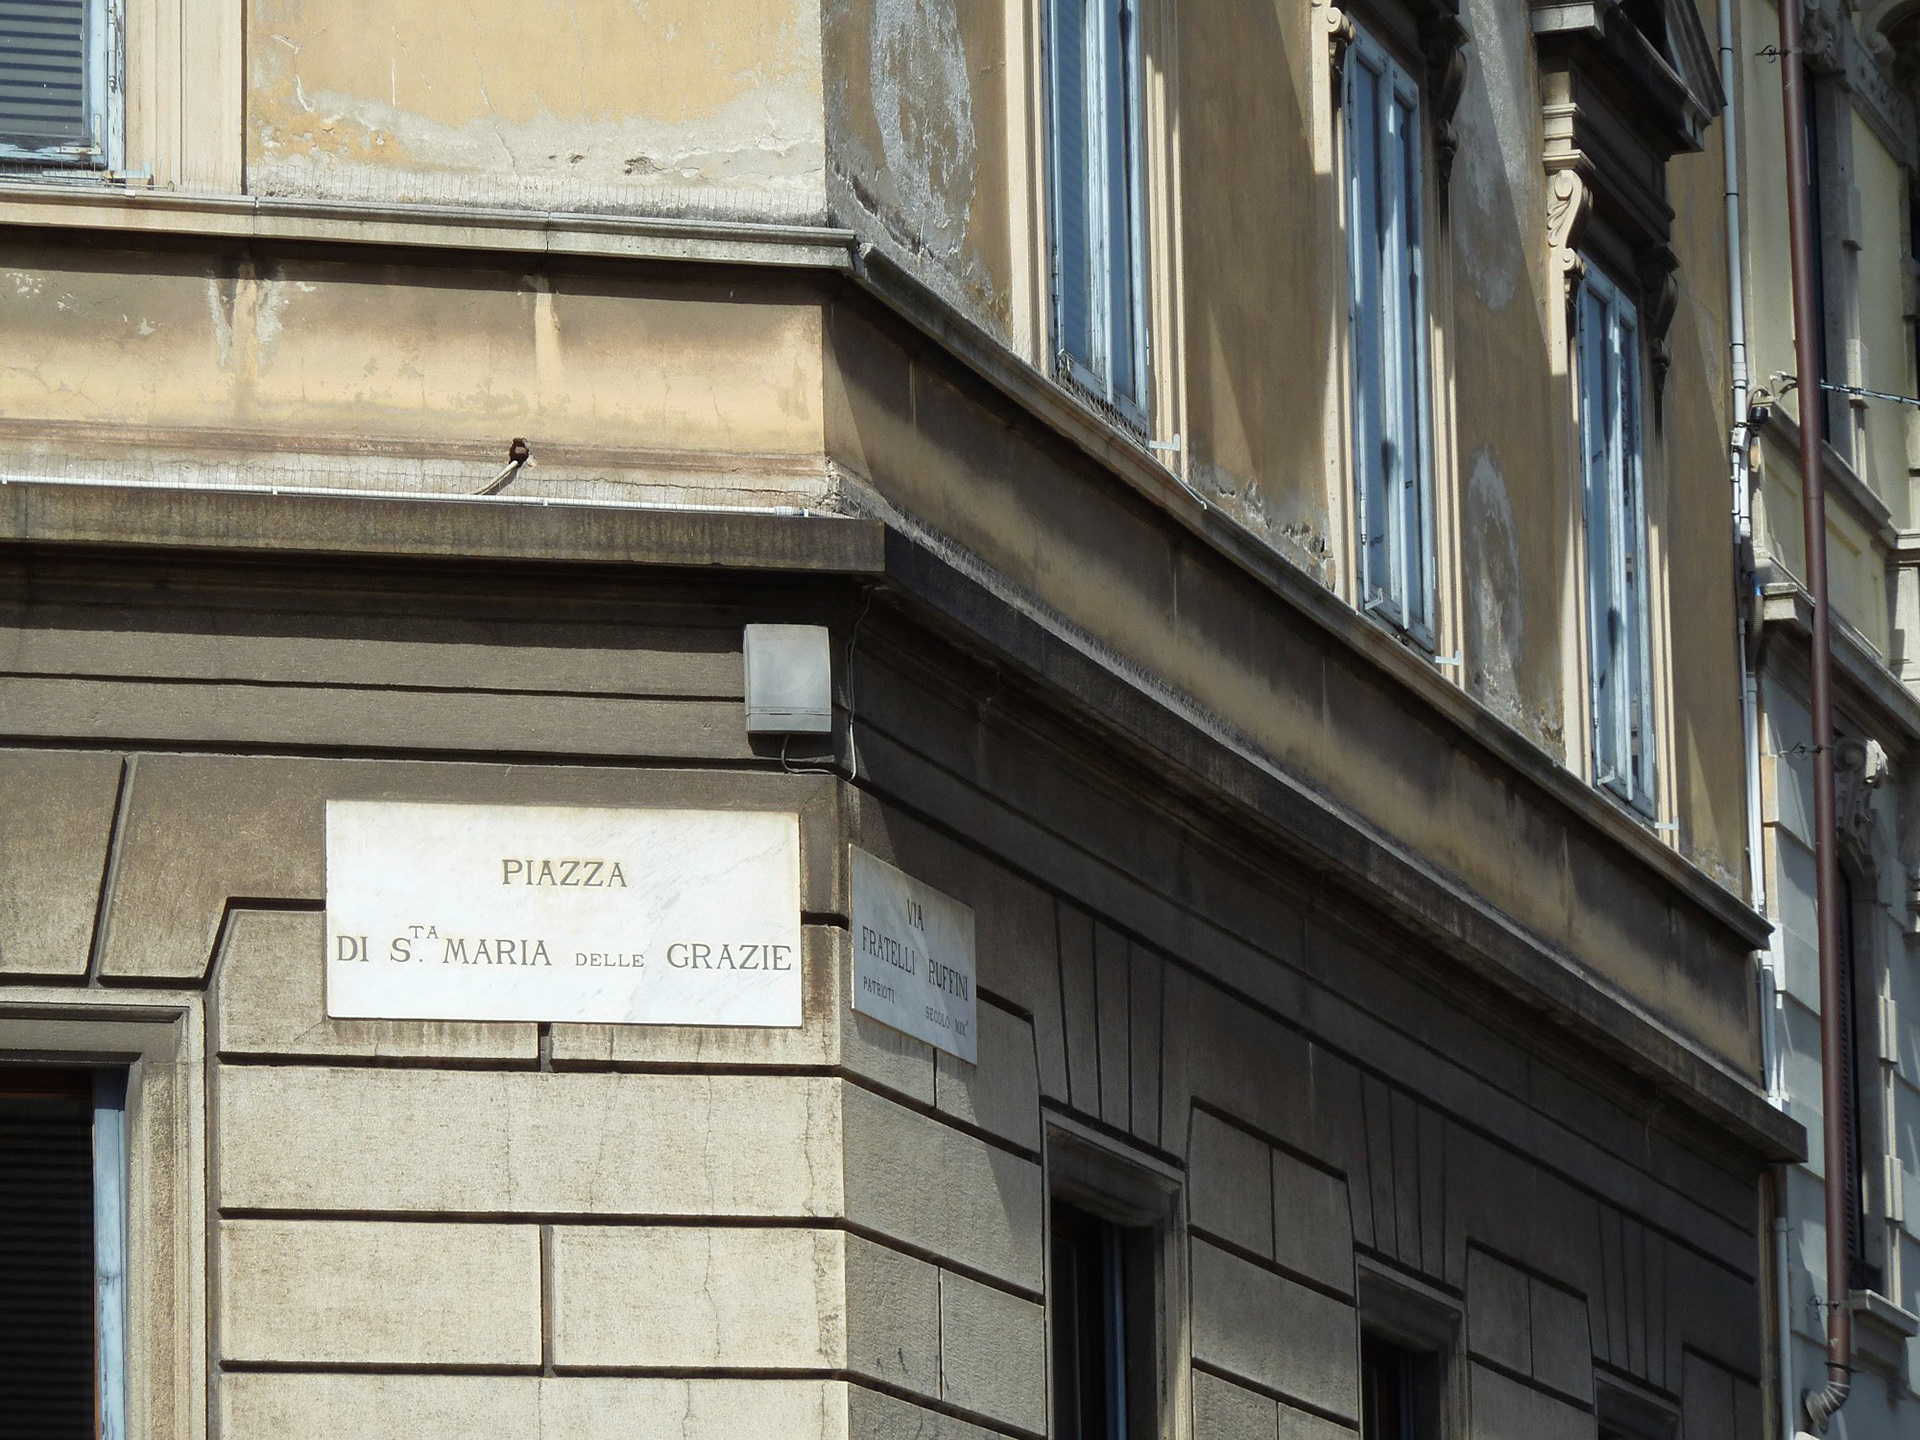 PIAZZA
DI S.TA MARIA DELLE GRAZIE
VIA
FRATELLI RUFFINI
PATRIOTI
SECOLO XIX°